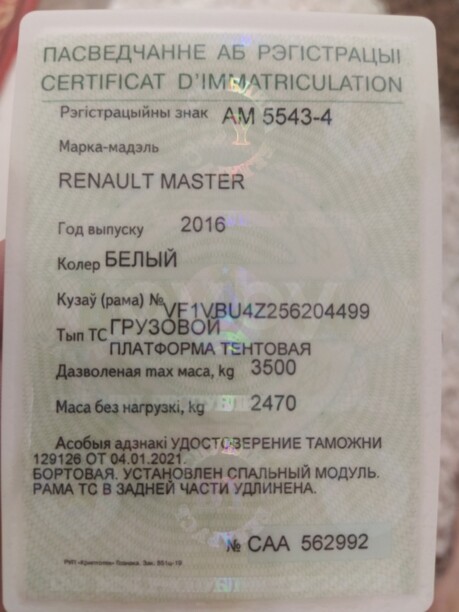 ПАСВЕДЧАННЕ АБ РЭГІСТРАЦЫІ
CERTIFICAT D'IMMATRICULATION
Рэгістрацыйны знак АМ 5543-4
Марка-мадэль
RENAULT MASTER
Год выпуску 2016
Колер БЕЛЫЙ
Кузаў (рама) № VF1VBU4Z256204499
Тып ТС ГРУЗОВОЙ
ПЛАТФОРМА ТЕНТОВАЯ
Дазволеная max маса, kg 3500
Маса без нагрузкі, kg 2470
Асобыя адзнакі УДОСТОВЕРЕНИЕ ТАМОЖНИ
129126 ОТ 04.01.2021.
БОРТОВАЯ. УСТАНОВЛЕН СПАЛЬНЫЙ МОДУЛЬ.
РАМА ТС В ЗАДНЕЙ ЧАСТИ УДЛИНЕНА.
№ САА 562992